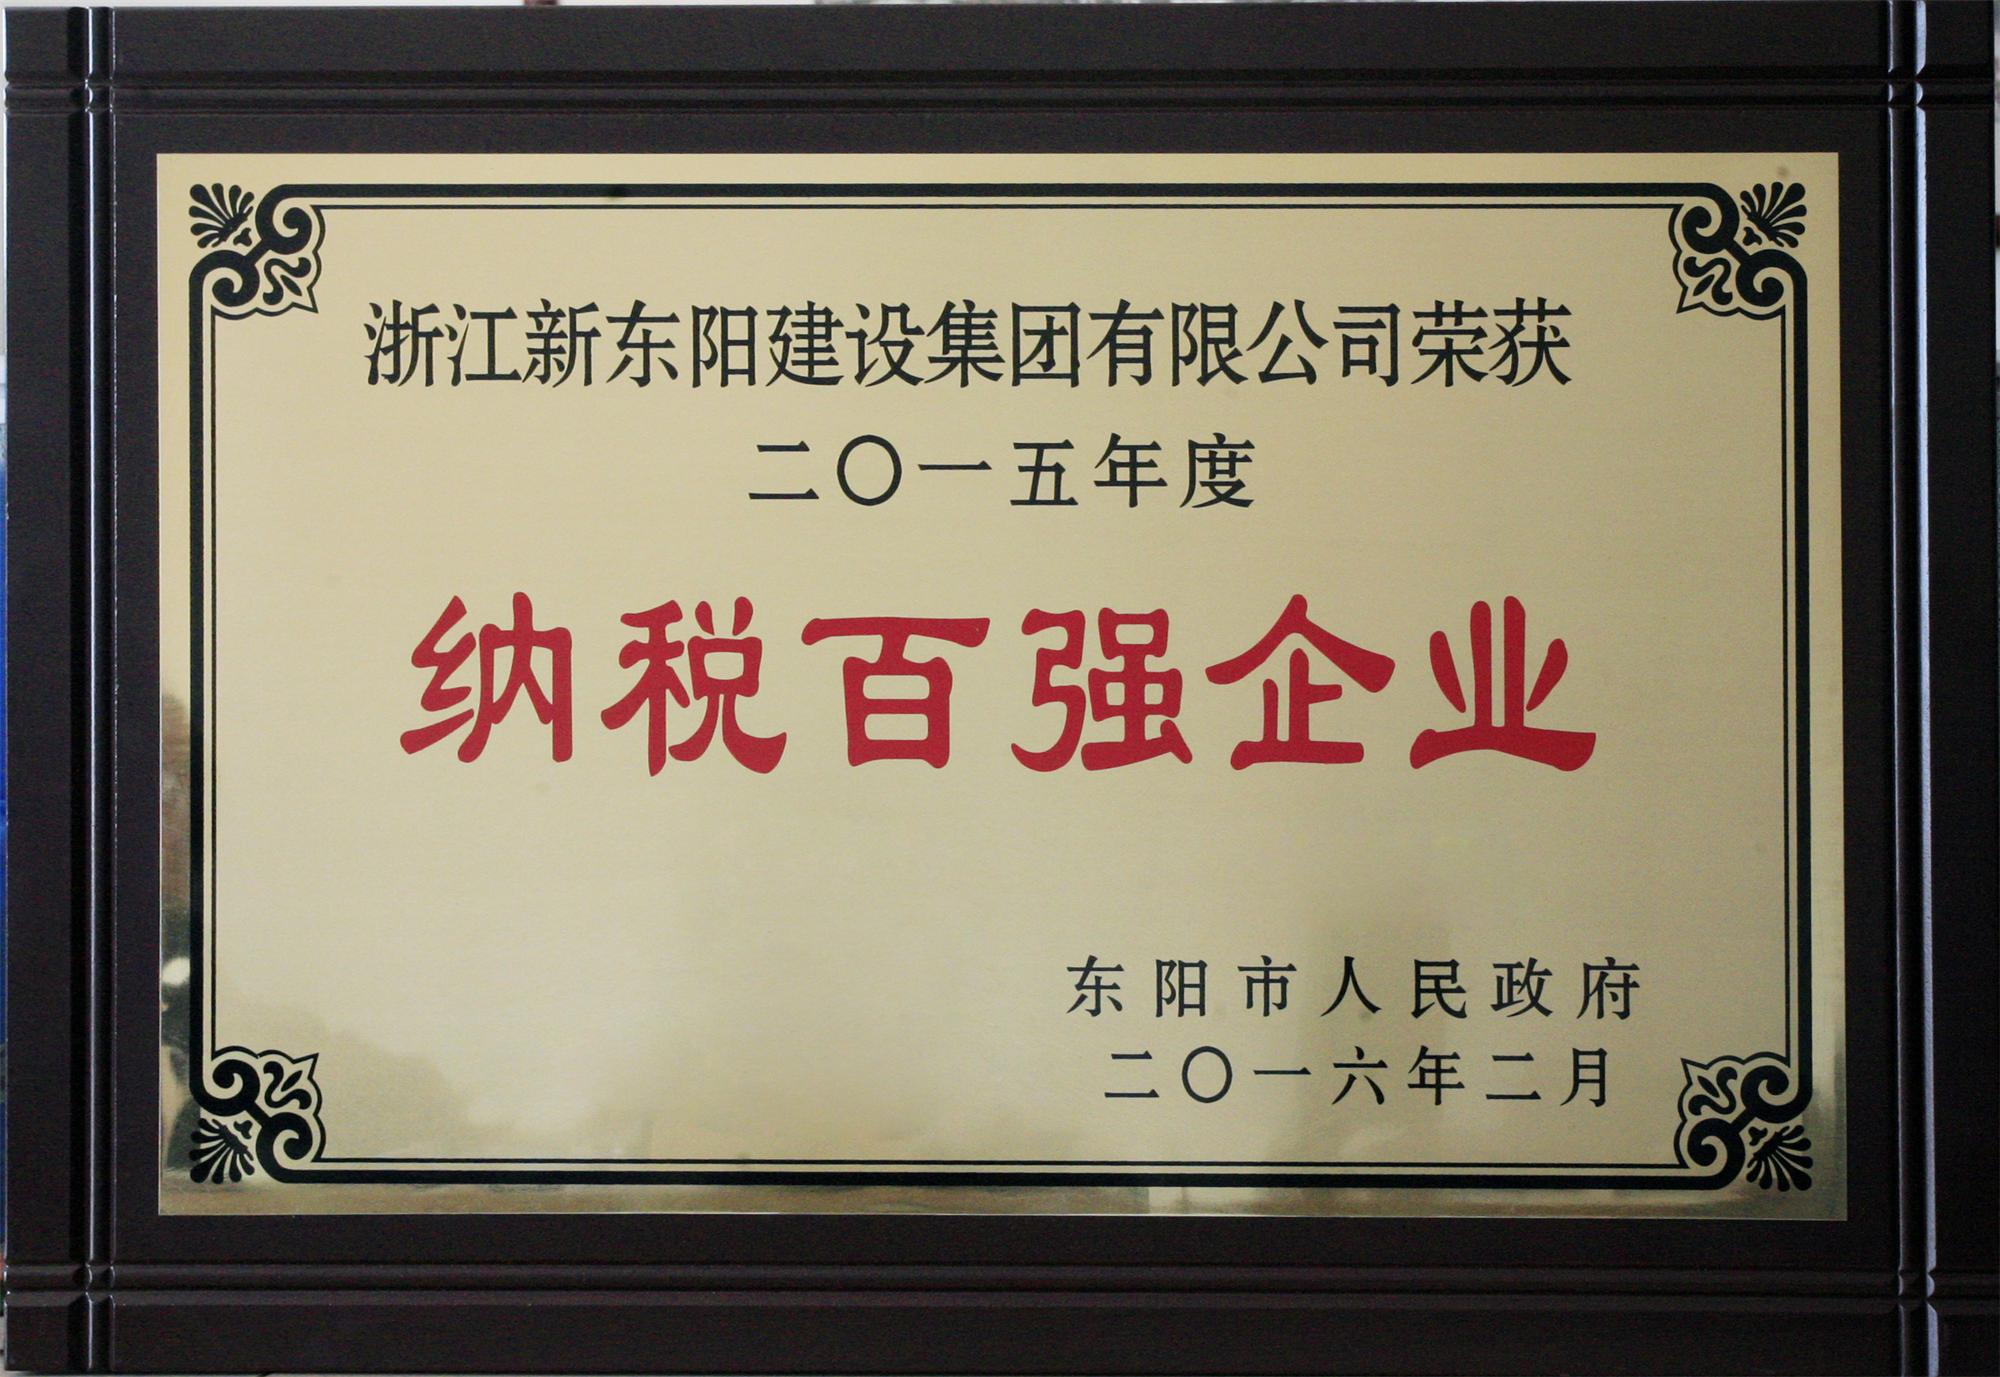 浙江新东阳建设集团有限公司荣获
二〇一五年度
纳税百强企业
东阳市人民政府
二〇一六年二月